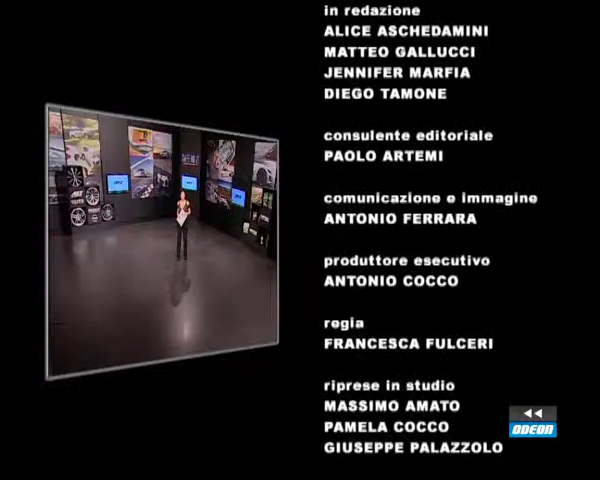 in redazione
ALICE ASCHEDAMINI
MATTEO GALLUCCI
JENNIFER MARFIA
DIEGO TAMONE
consulente editoriale
PAOLO ARTEMI
comunicazione e immagine
ANTONIO FERRARA
produttore esecutivo
ANTONIO COCCO
regia
FRANCESCA FULCERI
riprese in studio
MASSIMO AMATO
PAMELA COCCO
GIUSEPPE PALAZZOLO
ODEON